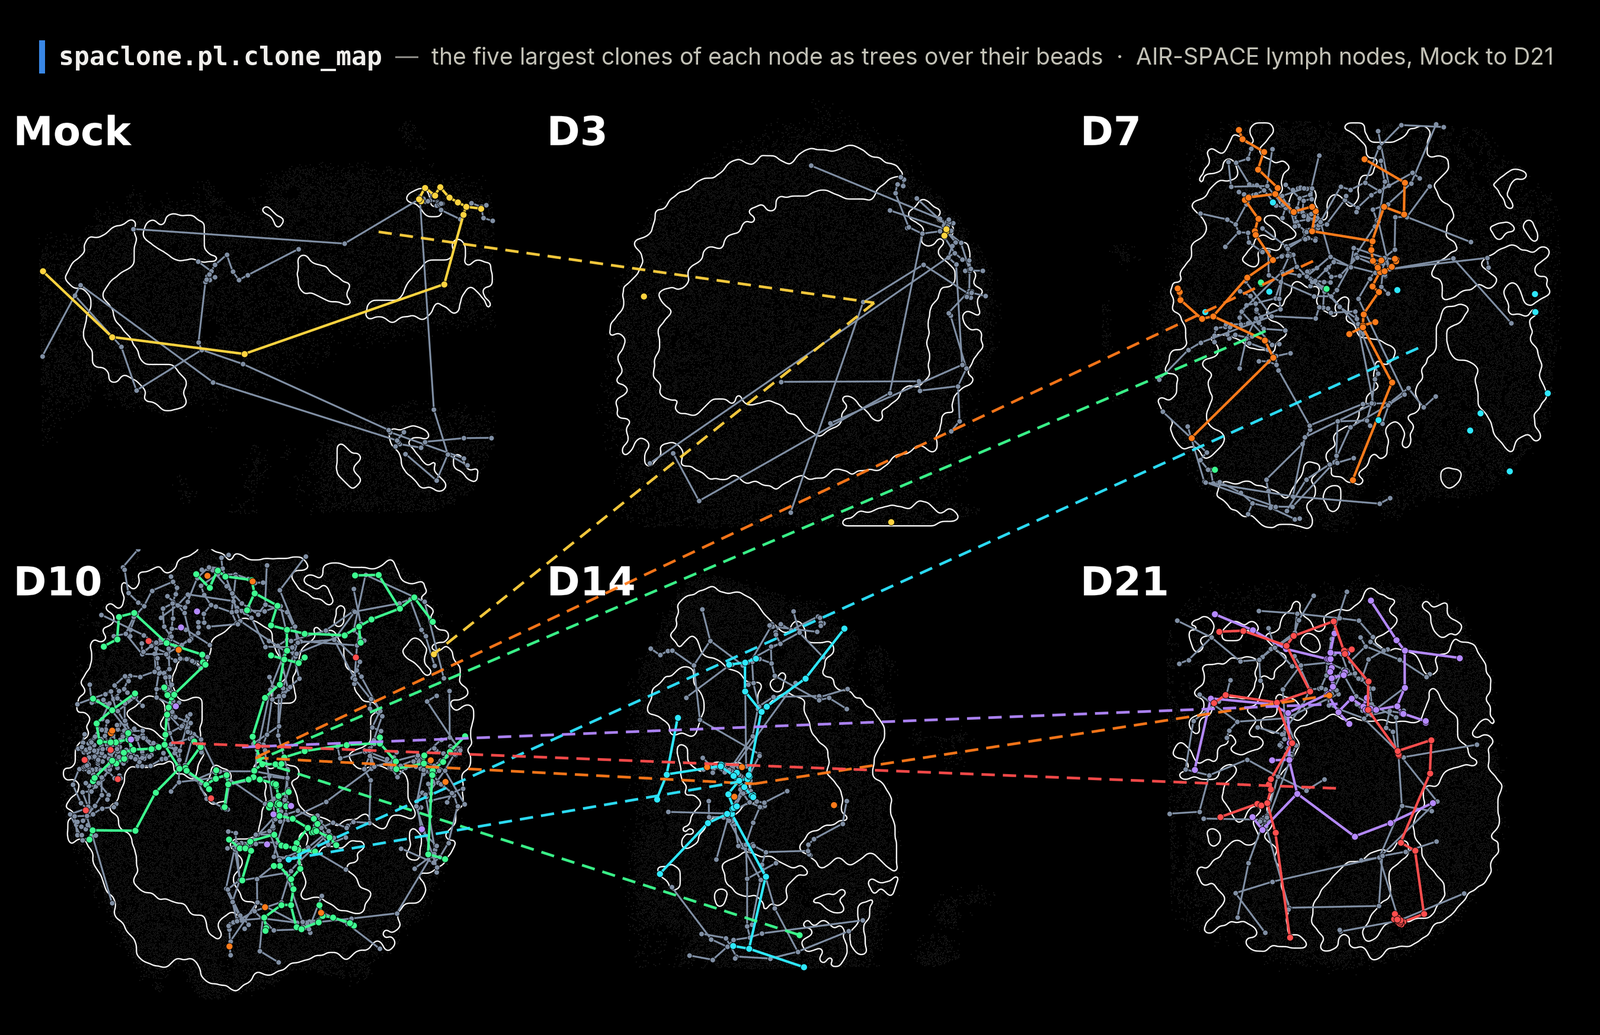 spaclone.pl.clone_map — the five largest clones of each node as trees over their beads · AIR-SPACE lymph nodes, Mock to D21
Mock
D3
D7
D10
D14
D21